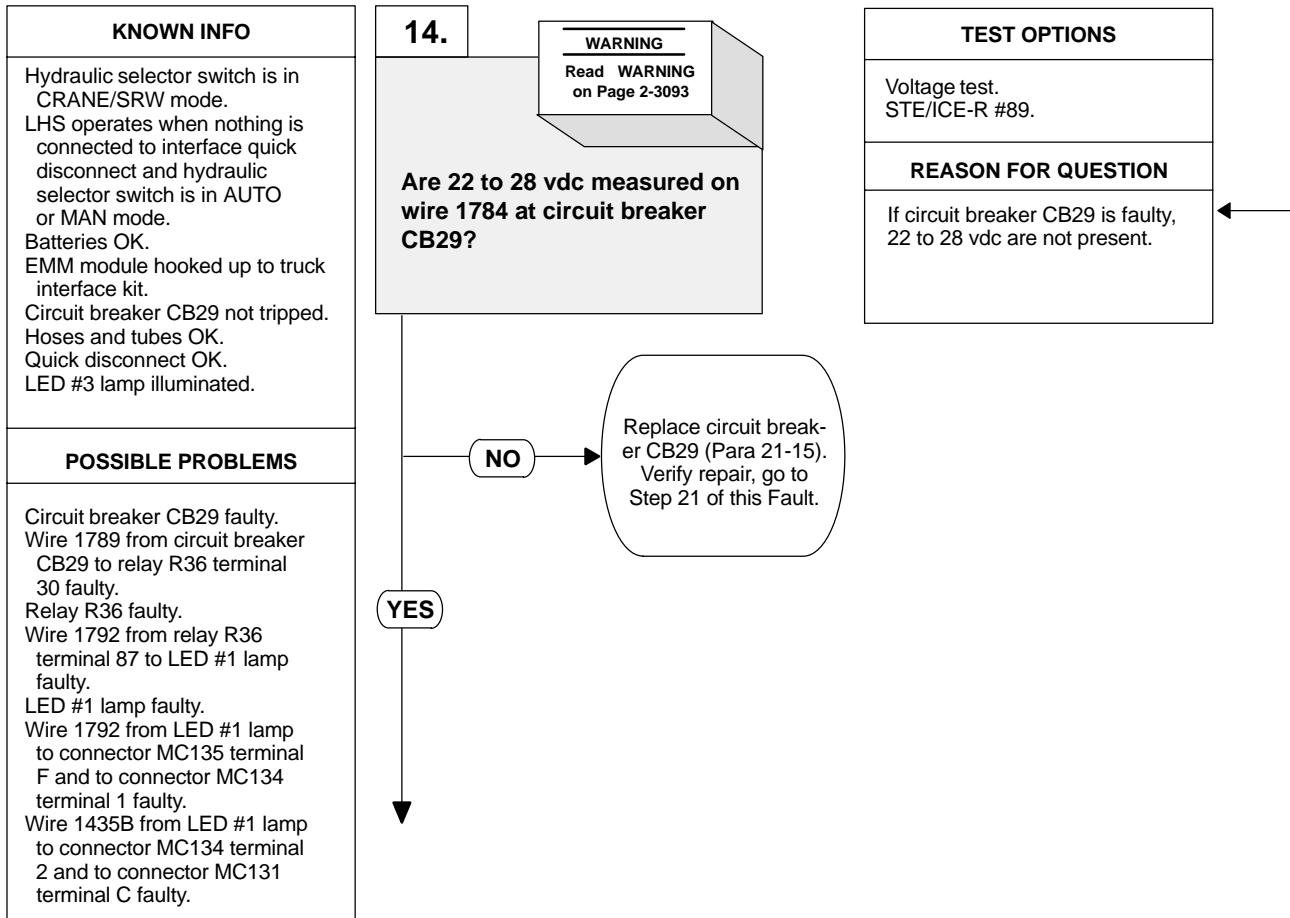 KNOWN INFO
Hydraulic selector switch is in
CRANE/SRW mode.
LHS operates when nothing is
connected to interface quick
disconnect and hydraulic
selector switch is in AUTO
or MAN mode.
Batteries OK.
EMM module hooked up to truck
interface kit.
Circuit breaker CB29 not tripped.
Hoses and tubes OK.
Quick disconnect OK.
LED #3 lamp illuminated.
POSSIBLE PROBLEMS
Circuit breaker CB29 faulty.
Wire 1789 from circuit breaker
CB29 to relay R36 terminal
30 faulty.
Relay R36 faulty.
Wire 1792 from relay R36
terminal 87 to LED #1 lamp
faulty.
LED #1 lamp faulty.
Wire 1792 from LED #1 lamp
to connector MC135 terminal
F and to connector MC134
terminal 1 faulty.
Wire 1435B from LED #1 lamp
to connector MC134 terminal
2 and to connector MC131
terminal C faulty.
14.
WARNING
Read WARNING
on Page 2-3093
Are 22 to 28 vdc measured on
wire 1784 at circuit breaker
CB29?
NO
Replace circuit break-
er CB29 (Para 21-15).
Verify repair, go to
Step 21 of this Fault.
YES
TEST OPTIONS
Voltage test.
STE/ICE-R #89.
REASON FOR QUESTION
If circuit breaker CB29 is faulty,
22 to 28 vdc are not present.